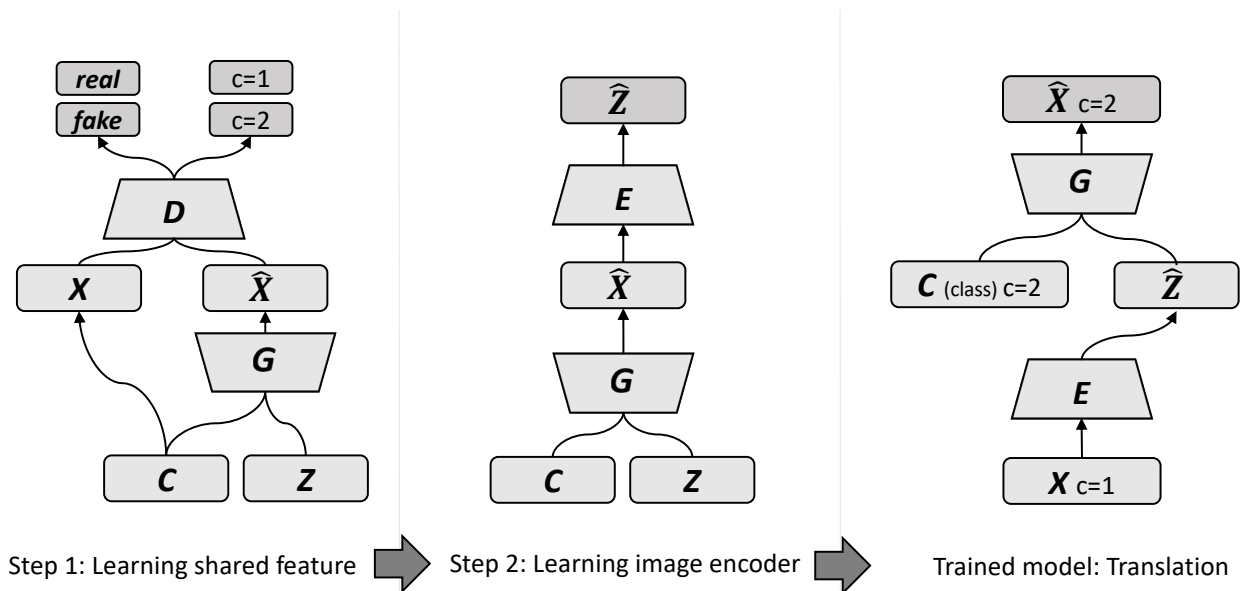 real
c=1
fake
c=2
D
X
X̂
G
C
Z
Step 1: Learning shared feature
Ẑ
E
X̂
G
C
Z
Step 2: Learning image encoder
X̂ c=2
G
C (class) c=2
Ẑ
E
X c=1
Trained model: Translation